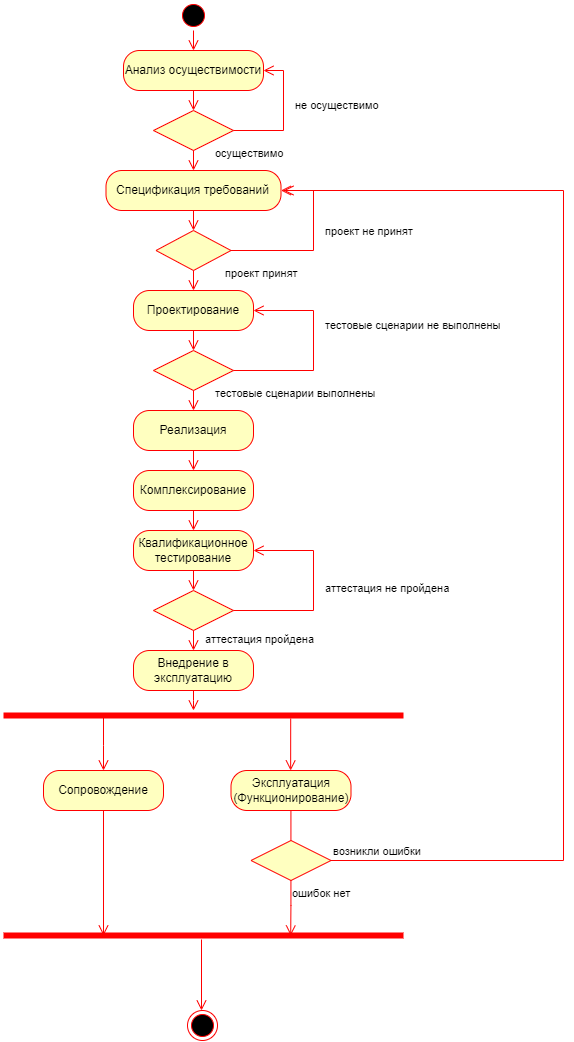 Анализ осуществимости
не осуществимо
осуществимо
Спецификация требований
проект не принят
проект принят
Проектирование
тестовые сценарии не выполнены
тестовые сценарии выполнены
Реализация
Комплексирование
Квалификационное
тестирование
аттестация не пройдена
аттестация пройдена
Внедрение в
эксплуатацию
Сопровождение
Эксплуатация
(Функционирование)
возникли ошибки
ошибок нет